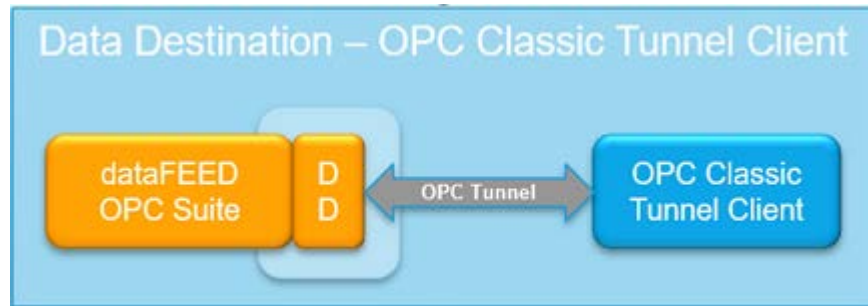 Data Destination – OPC Classic Tunnel Client
dataFEED
OPC Suite
D
D
OPC Tunnel
OPC Classic
Tunnel Client